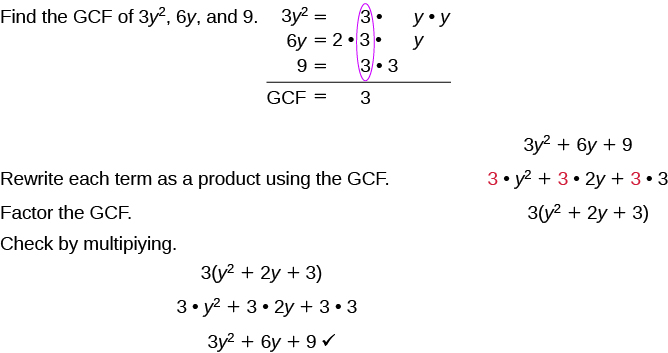 Find the GCF of 3y², 6y, and 9. 3y² = 3 • y • y
6y = 2 • 3 • y
9 = 3 • 3
GCF = 3
3y² + 6y + 9
Rewrite each term as a product using the GCF. 3 • y² + 3 • 2y + 3 • 3
Factor the GCF. 3(y² + 2y + 3)
Check by multipiying.
3(y² + 2y + 3)
3 • y² + 3 • 2y + 3 • 3
3y² + 6y + 9 ✓